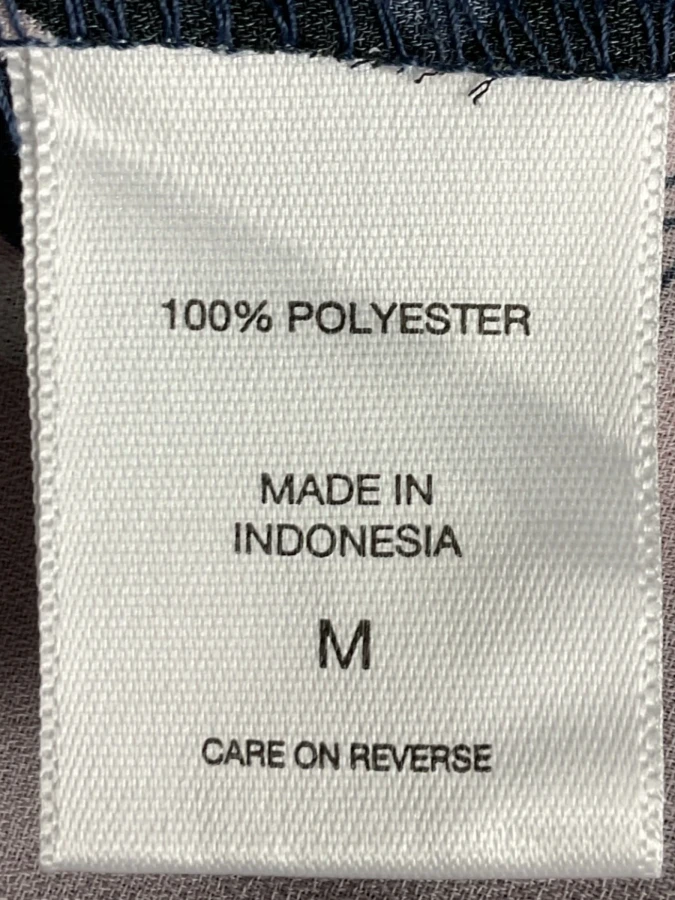 100% POLYESTER
MADE IN
INDONESIA
M
CARE ON REVERSE